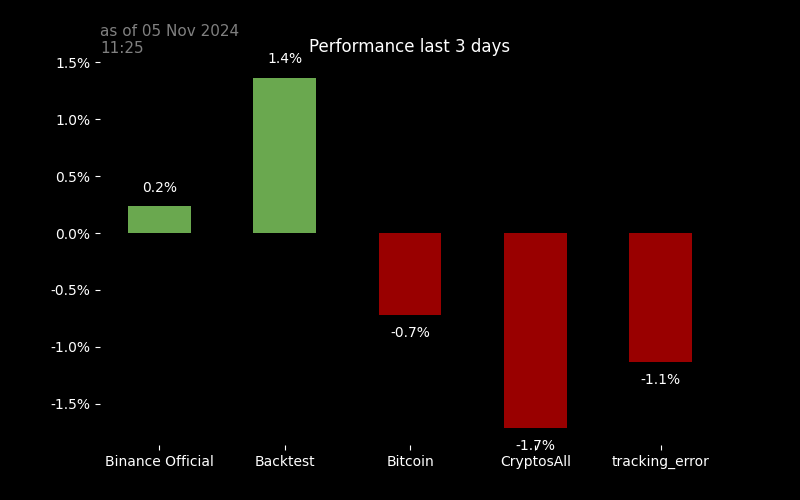 as of 05 Nov 2024
11:25
Performance last 3 days
1.5%
1.0%
0.5%
0.0%
-0.5%
-1.0%
-1.5%
0.2%
1.4%
-0.7%
-1.7%
-1.1%
Binance Official
Backtest
Bitcoin
CryptosAll
tracking_error